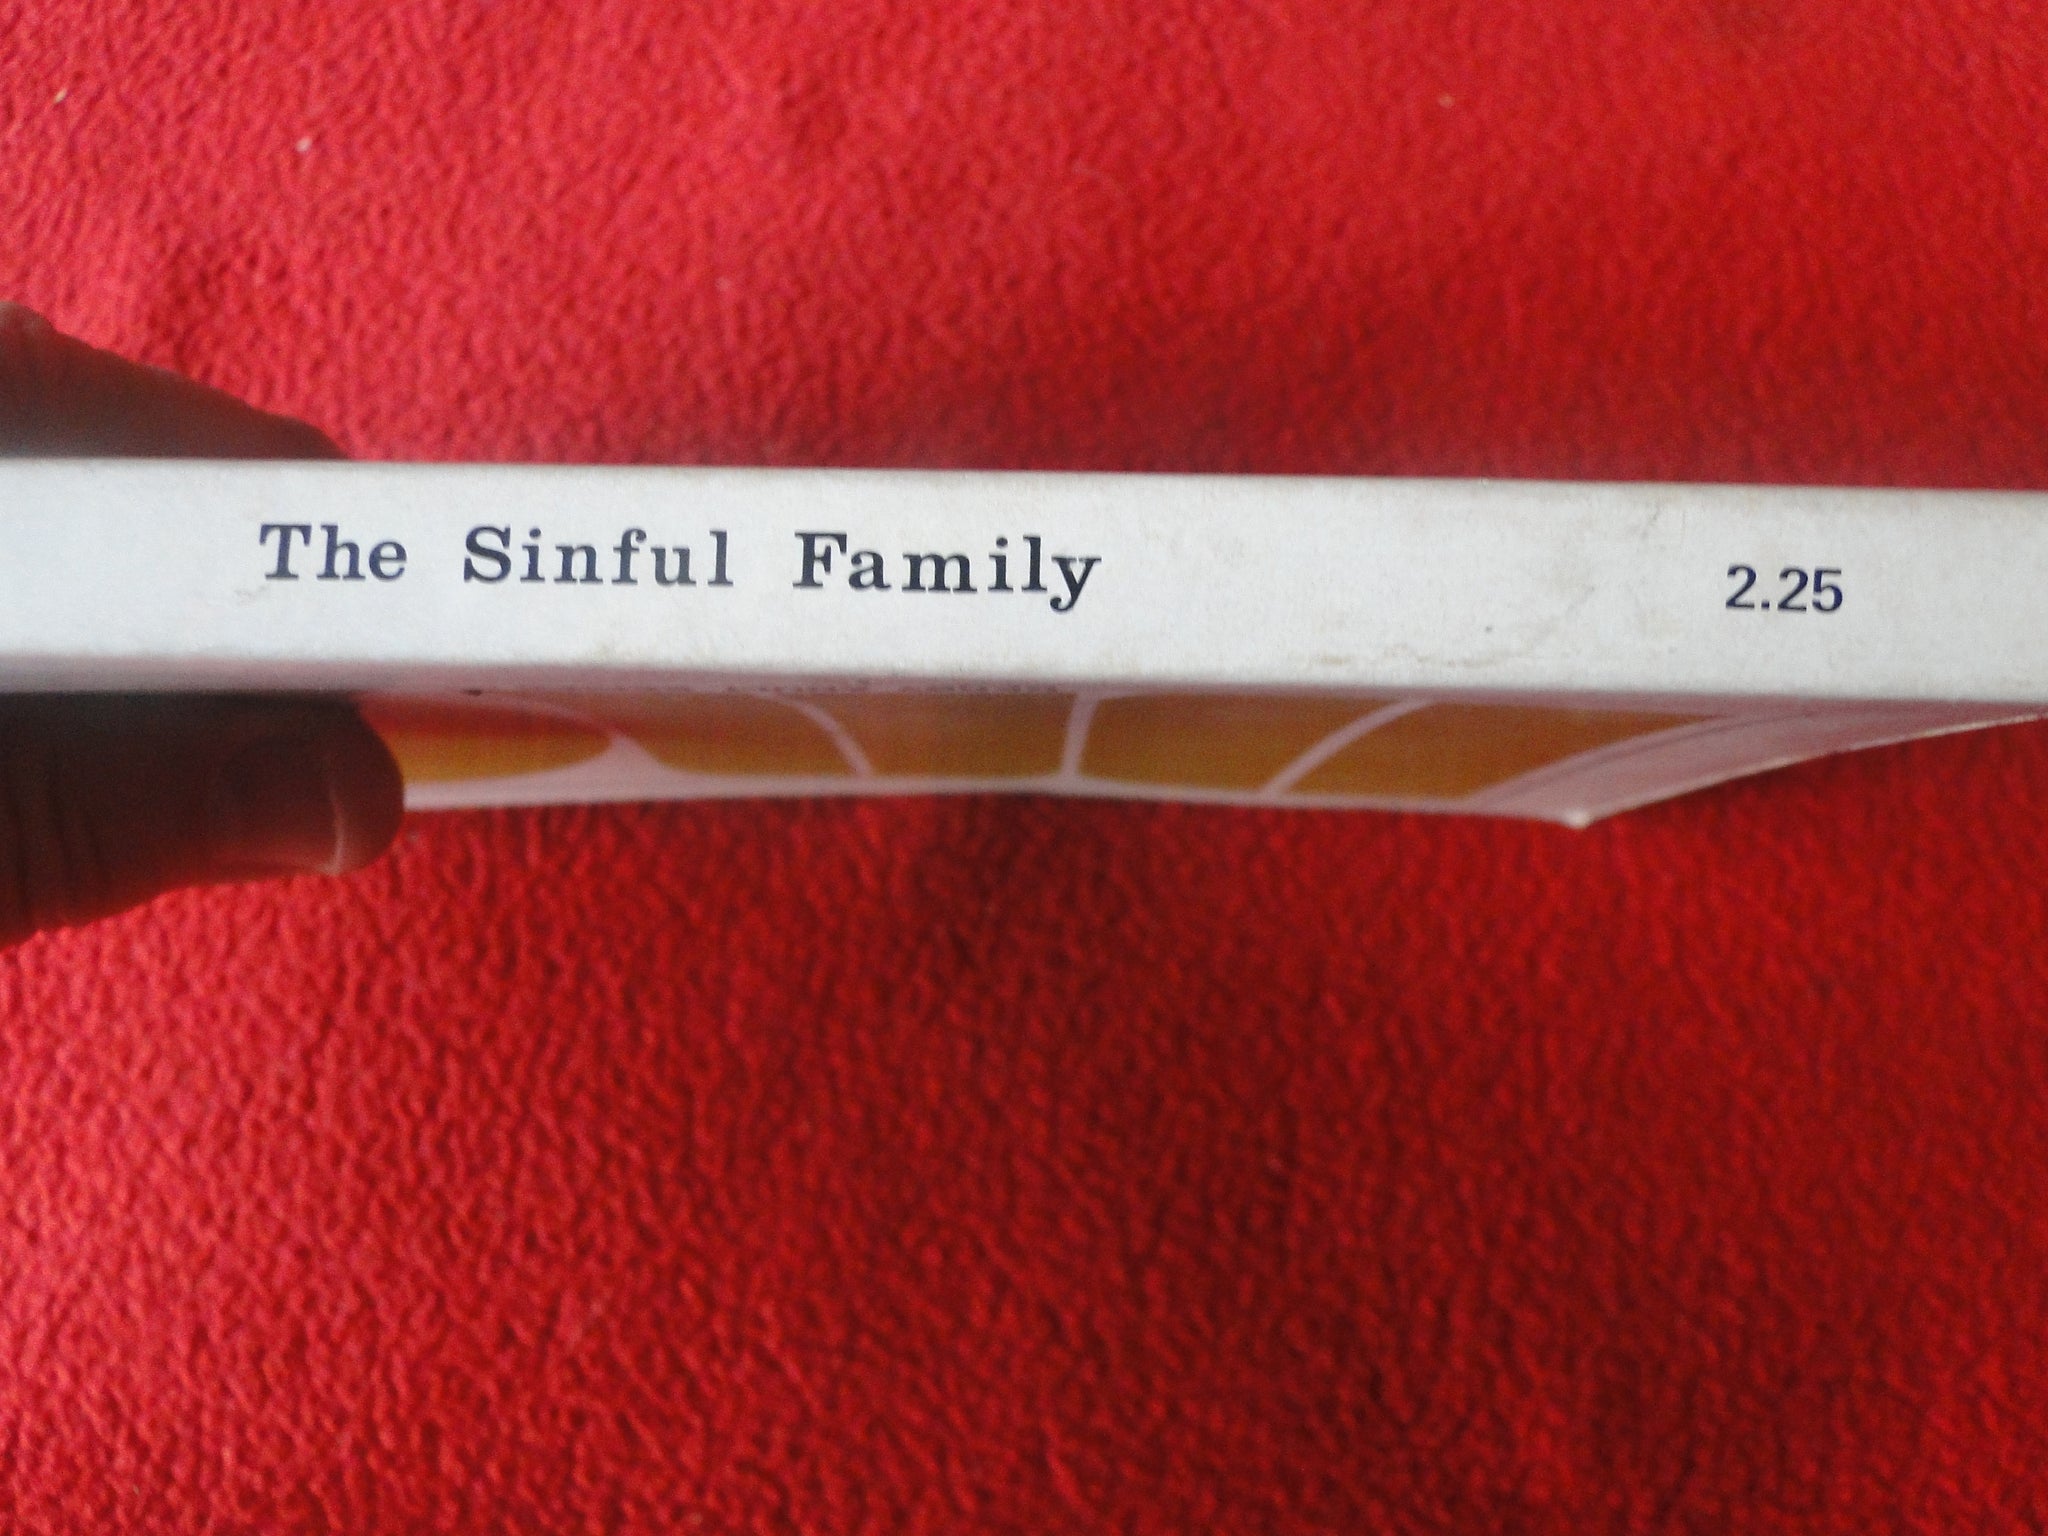 The Sinful Family 2.25